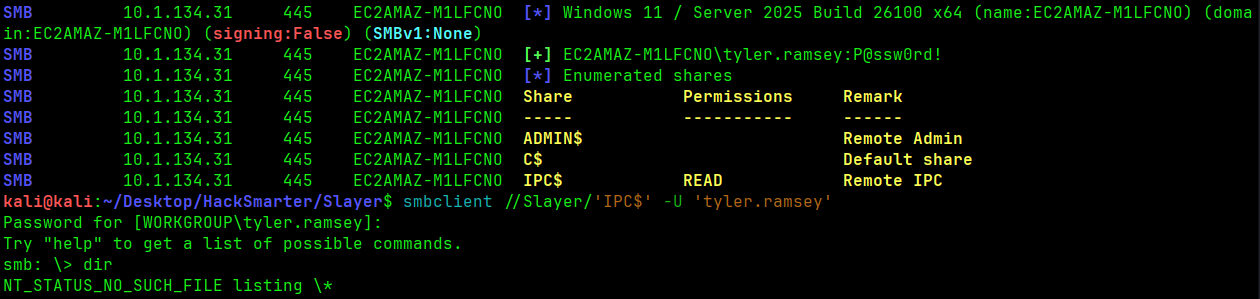 SMB 10.1.134.31 445 EC2AMAZ-M1LFCNO [*] Windows 11 / Server 2025 Build 26100 x64 (name:EC2AMAZ-M1LFCNO) (doma
in:EC2AMAZ-M1LFCNO) (signing:False) (SMBv1:None)
SMB 10.1.134.31 445 EC2AMAZ-M1LFCNO [+] EC2AMAZ-M1LFCNO\tyler.ramsey:P@ssw0rd!
SMB 10.1.134.31 445 EC2AMAZ-M1LFCNO [*] Enumerated shares
SMB 10.1.134.31 445 EC2AMAZ-M1LFCNO Share Permissions Remark
SMB 10.1.134.31 445 EC2AMAZ-M1LFCNO ----- ----------- ------
SMB 10.1.134.31 445 EC2AMAZ-M1LFCNO ADMIN$ Remote Admin
SMB 10.1.134.31 445 EC2AMAZ-M1LFCNO C$ Default share
SMB 10.1.134.31 445 EC2AMAZ-M1LFCNO IPC$ READ Remote IPC
kali@kali:~/Desktop/HackSmarter/Slayer$ smbclient //Slayer/'IPC$' -U 'tyler.ramsey'
Password for [WORKGROUP\tyler.ramsey]:
Try "help" to get a list of possible commands.
smb: \> dir
NT_STATUS_NO_SUCH_FILE listing \*